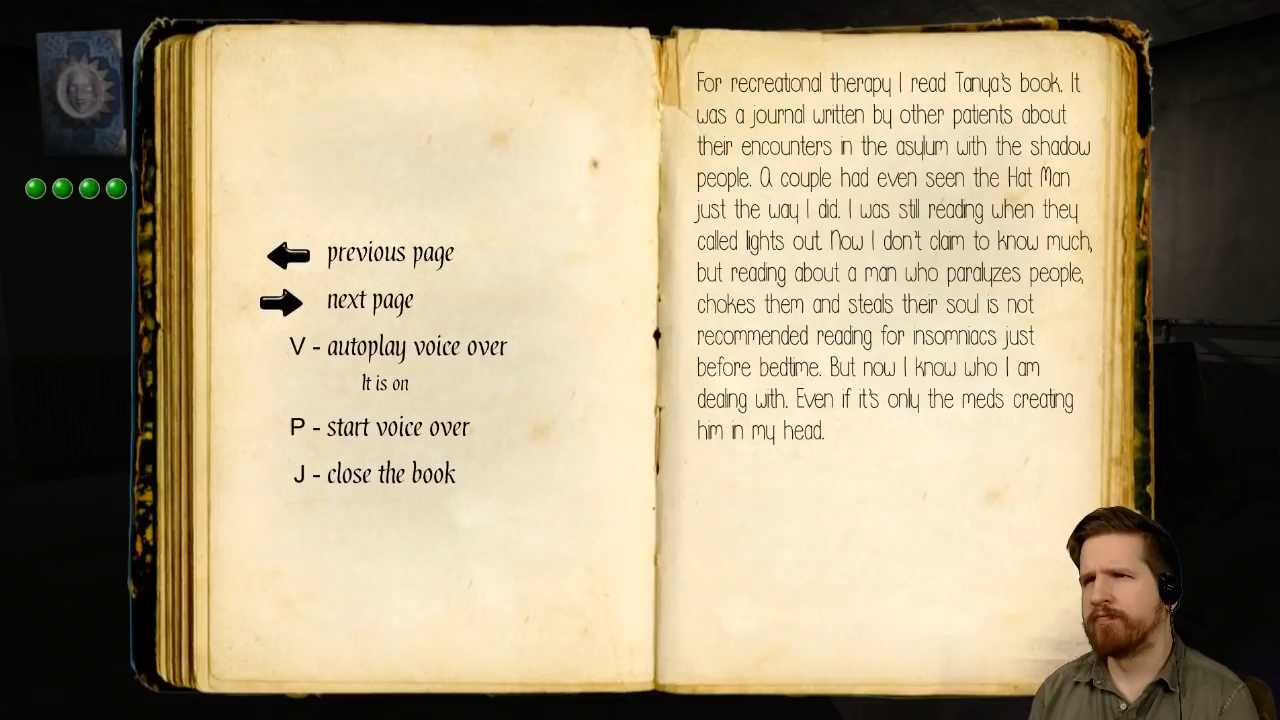 previous page
next page
V - autoplay voice over
It is on
P - start voice over
J - close the book
For recreational therapy I read Tanya's book. It
was a journal written by other patients about
their encounters in the asylum with the shadow
people. A couple had even seen the Hat Man
just the way I did. I was still reading when they
called lights out. Now I don't claim to know much,
but reading about a man who paralyzes people,
chokes them and steals their soul is not
recommended reading for insomniacs just
before bedtime. But now I know who I am
dealing with. Even if it's only the meds creating
him in my head.